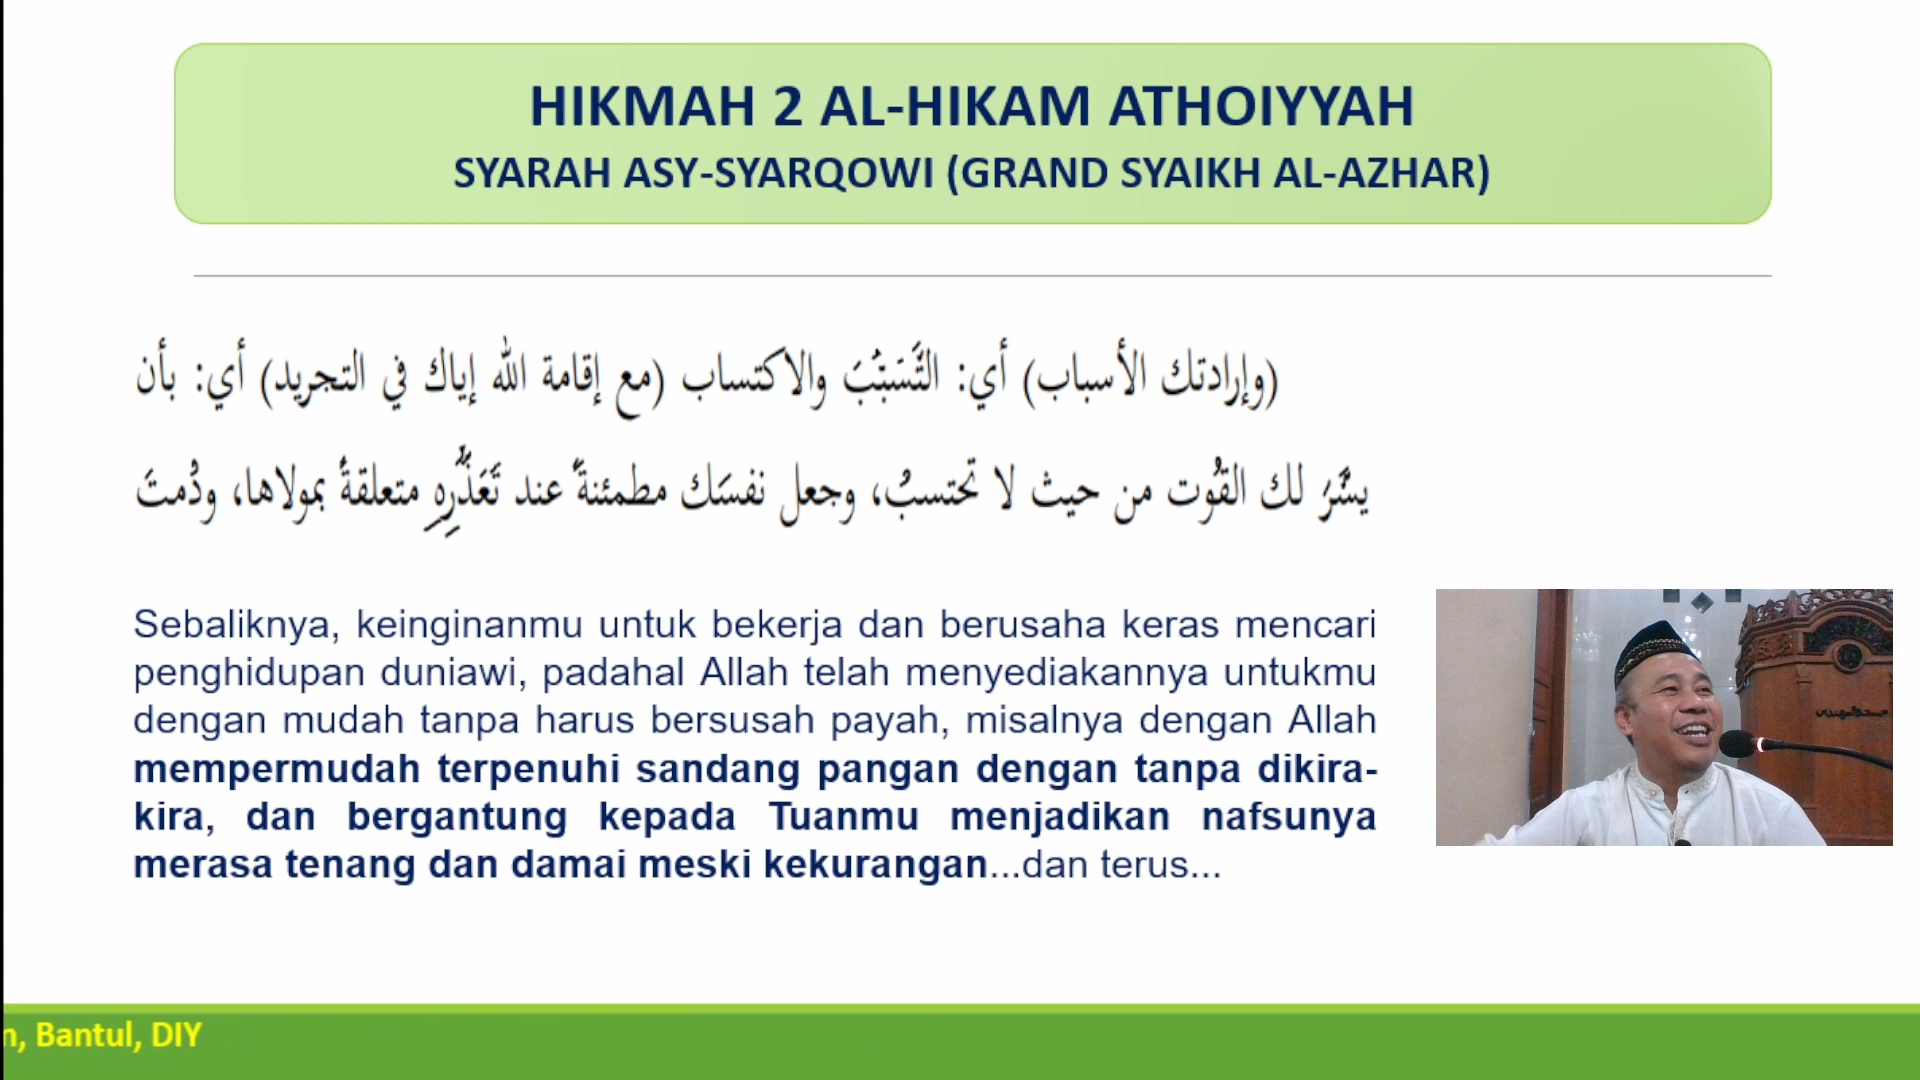 HIKMAH 2 AL-HIKAM ATHOIYYAH
SYARAH ASY-SYARQOWI (GRAND SYAIKH AL-AZHAR)
(وإرادتك الأسباب) أي: التَّسَبُّبَ والاكتساب (مع إقامة الله إياك في التجريد) أي: بأن
يسَّرَ لك القُوت من حيث لا تحتسبُ، وجعل نفسَك مطمئنةً عند تَعَذُّرِهِ متعلقةً بمولاها، ودُمتَ
Sebaliknya, keinginanmu untuk bekerja dan berusaha keras mencari
penghidupan duniawi, padahal Allah telah menyediakannya untukmu
dengan mudah tanpa harus bersusah payah, misalnya dengan Allah
mempermudah terpenuhi sandang pangan dengan tanpa dikira-
kira, dan bergantung kepada Tuanmu menjadikan nafsunya
merasa tenang dan damai meski kekurangan...dan terus...
n, Bantul, DIY